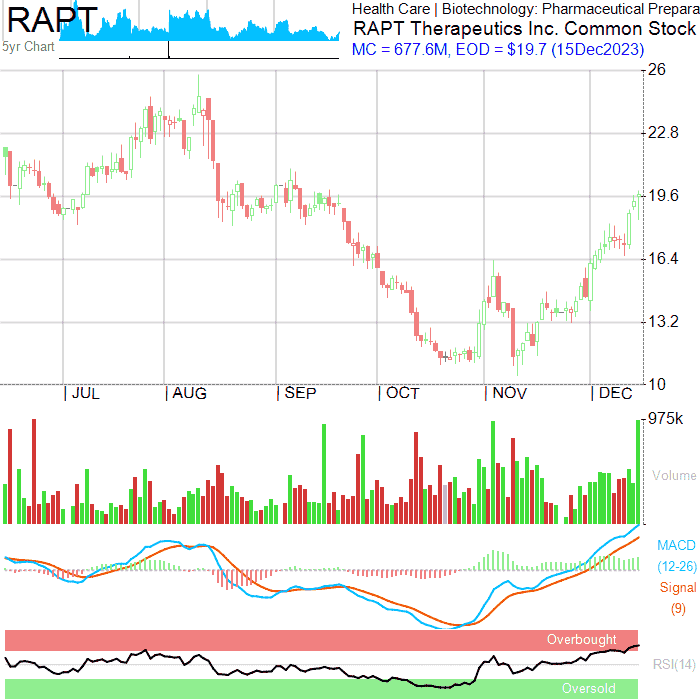 RAPT
5yr Chart
Health Care | Biotechnology: Pharmaceutical Prepara
RAPT Therapeutics Inc. Common Stock
MC = 677.6M, EOD = $19.7 (15Dec2023)
26
22.8
19.6
16.4
13.2
10
JUL
AUG
SEP
OCT
NOV
DEC
975k
Volume
MACD
(12-26)
Signal
(9)
Overbought
RSI(14)
Oversold